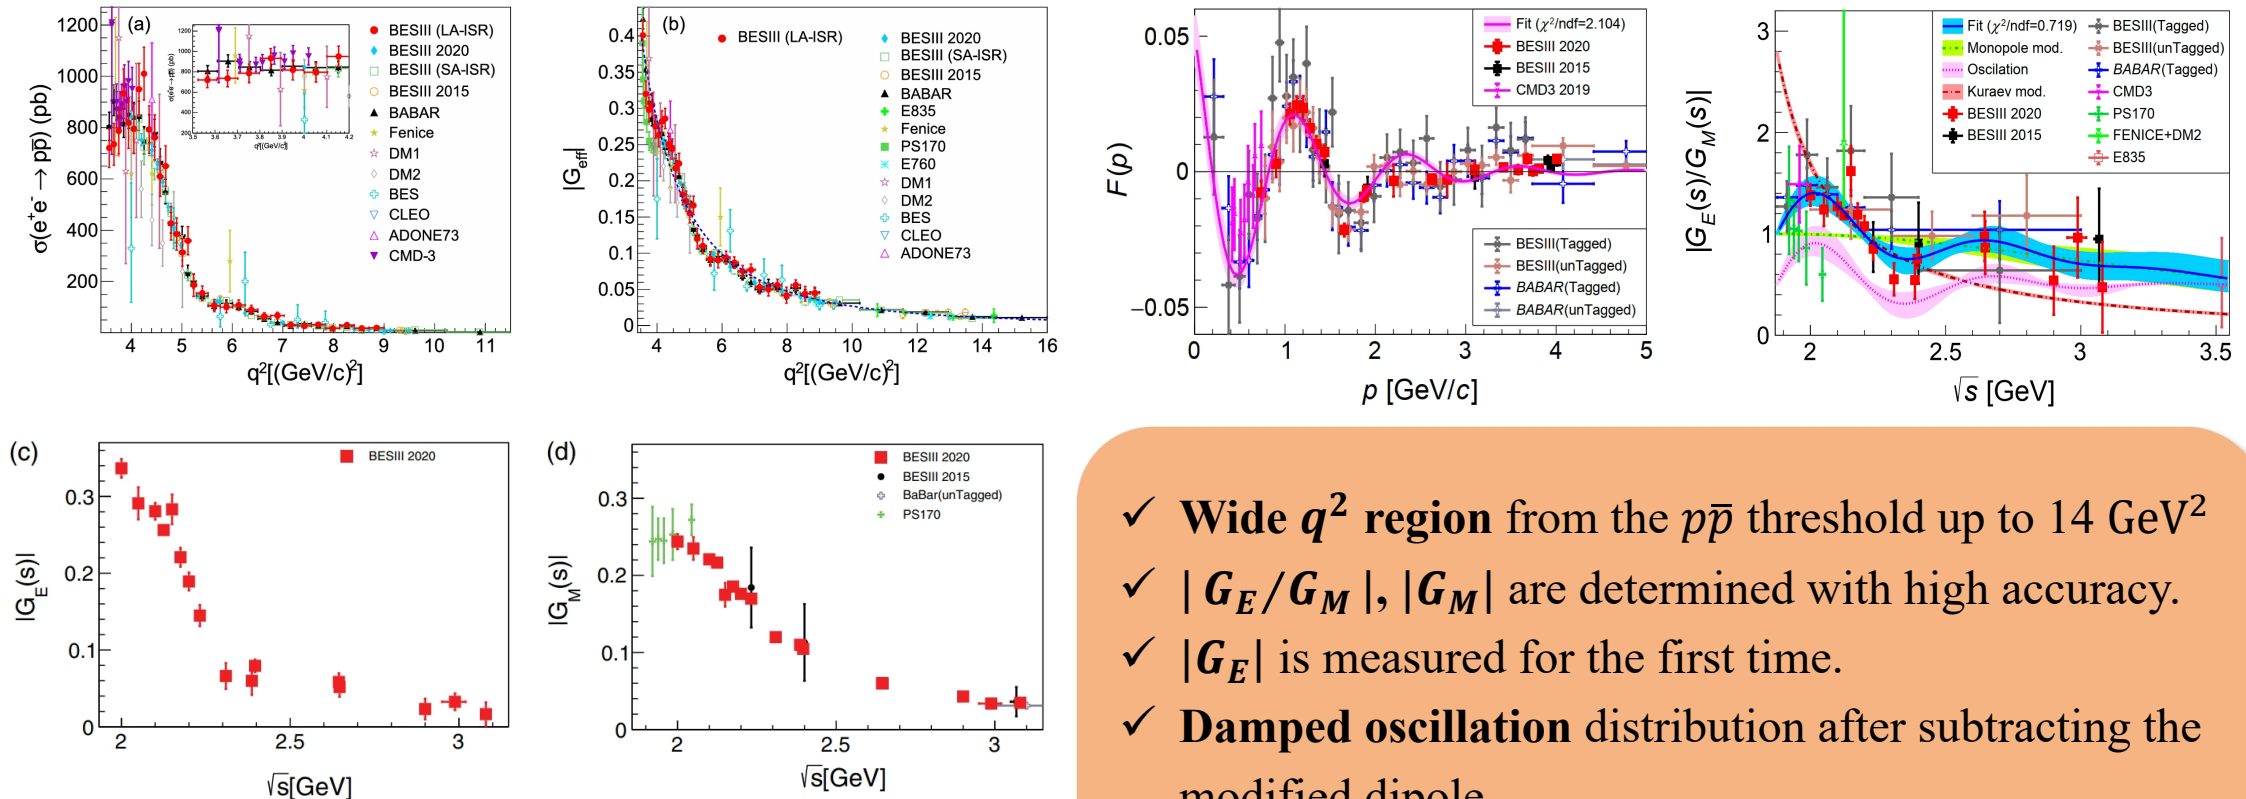 (a)
1200
1000
800
600
400
200
4
5
6
7
8
9
10
11
σ(e⁺e⁻ → pp̅) (pb)
q²[(GeV/c)²]
BESIII (LA-ISR)
BESIII 2020
BESIII (SA-ISR)
BESIII 2015
BABAR
Fenice
DM1
DM2
BES
CLEO
ADONE73
CMD-3
(b)
0.4
0.35
0.3
0.25
0.2
0.15
0.1
0.05
0
4
6
8
10
12
14
16
|G_eff|
q²[(GeV/c)²]
BESIII (LA-ISR)
BESIII 2020
BESIII (SA-ISR)
BESIII 2015
BABAR
E835
Fenice
PS170
E760
DM1
DM2
BES
CLEO
ADONE73
0.05
0
−0.05
0
1
2
3
4
5
F(p)
p [GeV/c]
Fit (χ²/ndf=2.104)
BESIII 2020
BESIII 2015
CMD3 2019
BESIII(Tagged)
BESIII(unTagged)
BABAR(Tagged)
BABAR(unTagged)
3
2
1
0
2
2.5
3
3.5
|G_E(s)/G_M(s)|
√s [GeV]
Fit (χ²/ndf=0.719)
Monopole mod.
Oscilation
Kuraev mod.
BESIII 2020
BESIII 2015
BESIII(Tagged)
BESIII(unTagged)
BABAR(Tagged)
CMD3
PS170
FENICE+DM2
E835
(c)
0.3
0.2
0.1
0
2
2.5
3
|G_E(s)|
√s[GeV]
BESIII 2020
(d)
0.3
0.2
0.1
0
2
2.5
3
|G_M(s)|
√s[GeV]
BESIII 2020
BESIII 2015
BaBar(unTagged)
PS170
✓ Wide q² region from the pp̅ threshold up to 14 GeV²
✓ |G_E/G_M|, |G_M| are determined with high accuracy.
✓ |G_E| is measured for the first time.
✓ Damped oscillation distribution after subtracting the
modified dipole